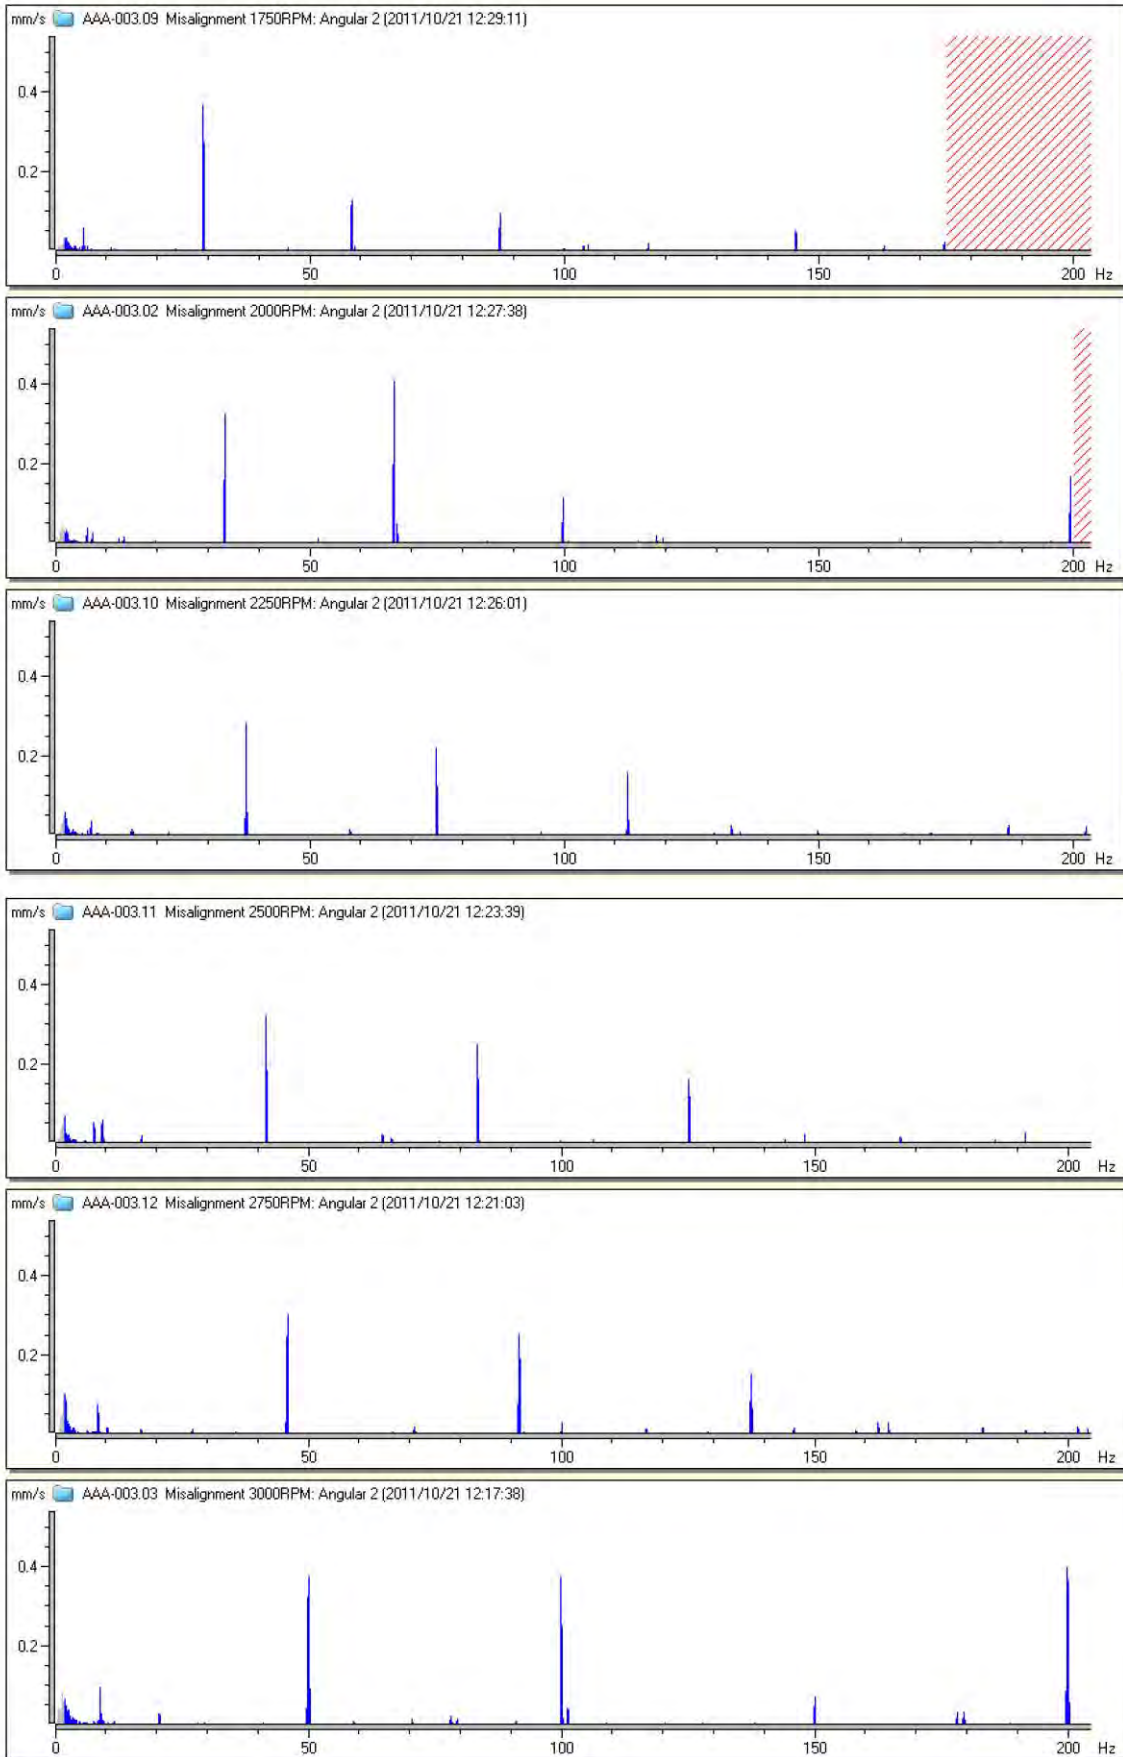 mm/s AAA-003.09 Misalignment 1750RPM: Angular 2 (2011/10/21 12:29:11)
0.4
0.2
0 50 100 150 200 Hz
mm/s AAA-003.02 Misalignment 2000RPM: Angular 2 (2011/10/21 12:27:38)
0.4
0.2
0 50 100 150 200 Hz
mm/s AAA-003.10 Misalignment 2250RPM: Angular 2 (2011/10/21 12:26:01)
0.4
0.2
0 50 100 150 200 Hz
mm/s AAA-003.11 Misalignment 2500RPM: Angular 2 (2011/10/21 12:23:39)
0.4
0.2
0 50 100 150 200 Hz
mm/s AAA-003.12 Misalignment 2750RPM: Angular 2 (2011/10/21 12:21:03)
0.4
0.2
0 50 100 150 200 Hz
mm/s AAA-003.03 Misalignment 3000RPM: Angular 2 (2011/10/21 12:17:38)
0.4
0.2
0 50 100 150 200 Hz